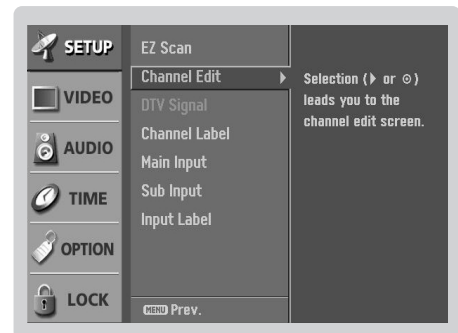 SETUP
VIDEO
AUDIO
TIME
OPTION
LOCK
EZ Scan
Channel Edit
DTV Signal
Channel Label
Main Input
Sub Input
Input Label
MENU Prev.
Selection (▶ or ⊙)
leads you to the
channel edit screen.